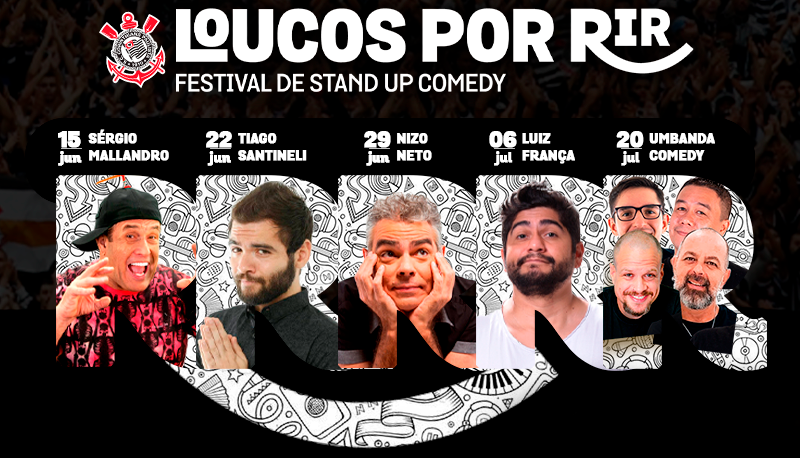 LOUCOS POR RIR
FESTIVAL DE STAND UP COMEDY
15 jun SÉRGIO MALLANDRO
22 jun TIAGO SANTINELI
29 jun NIZO NETO
06 jul LUIZ FRANÇA
20 jul UMBANDA COMEDY